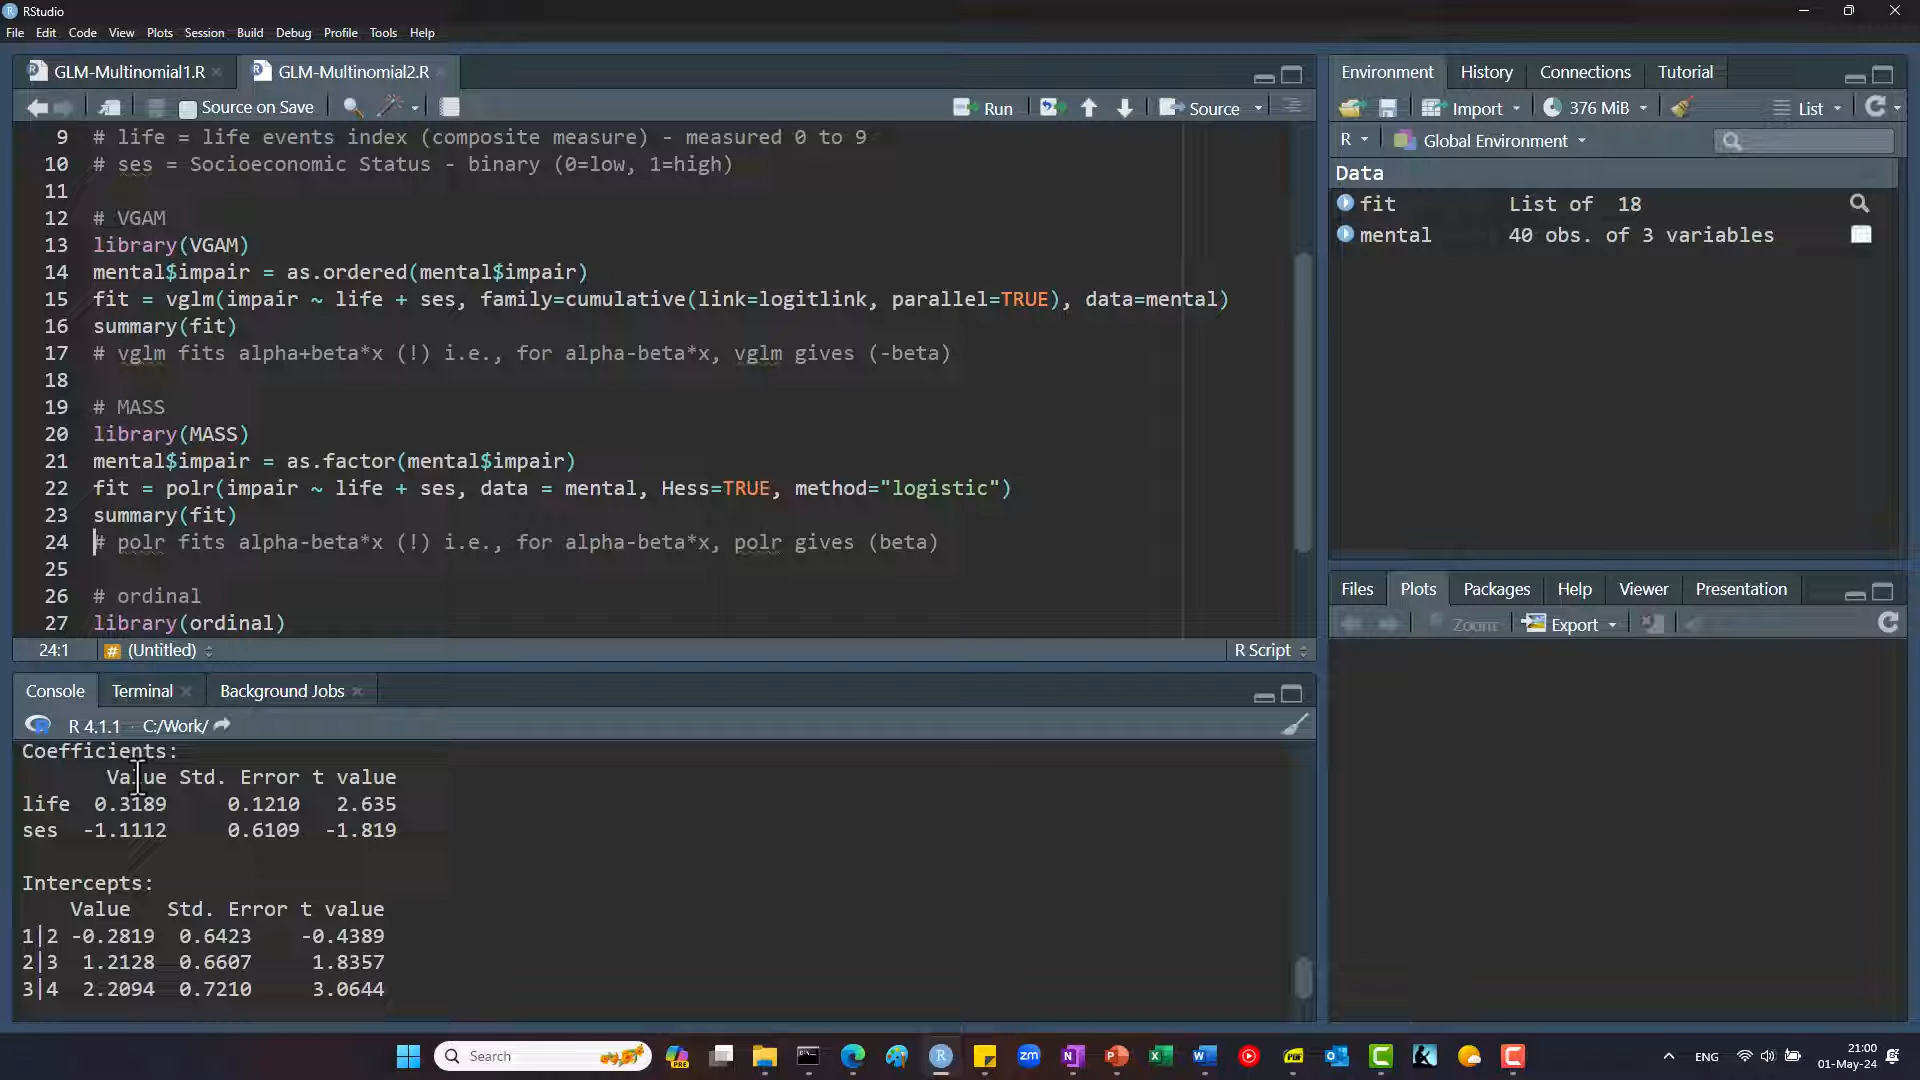 RStudio
File Edit Code View Plots Session Build Debug Profile Tools Help
GLM-Multinomial1.R GLM-Multinomial2.R
Source on Save Run Source
9 # life = life events index (composite measure) - measured 0 to 9
10 # ses = Socioeconomic Status - binary (0=low, 1=high)
11
12 # VGAM
13 library(VGAM)
14 mental$impair = as.ordered(mental$impair)
15 fit = vglm(impair ~ life + ses, family=cumulative(link=logitlink, parallel=TRUE), data=mental)
16 summary(fit)
17 # vglm fits alpha+beta*x (!) i.e., for alpha-beta*x, vglm gives (-beta)
18
19 # MASS
20 library(MASS)
21 mental$impair = as.factor(mental$impair)
22 fit = polr(impair ~ life + ses, data = mental, Hess=TRUE, method="logistic")
23 summary(fit)
24 # polr fits alpha-beta*x (!) i.e., for alpha-beta*x, polr gives (beta)
25
26 # ordinal
27 library(ordinal)
24:1 # (Untitled) R Script
Console Terminal Background Jobs
R 4.1.1 · C:/Work/
Coefficients:
Value Std. Error t value
life 0.3189 0.1210 2.635
ses -1.1112 0.6109 -1.819
Intercepts:
Value Std. Error t value
1|2 -0.2819 0.6423 -0.4389
2|3 1.2128 0.6607 1.8357
3|4 2.2094 0.7210 3.0644
Environment History Connections Tutorial
Import 376 MiB List
R Global Environment
Data
fit List of 18
mental 40 obs. of 3 variables
Files Plots Packages Help Viewer Presentation
Zoom Export
Search
PRE
zm
ENG
21:00
01-May-24